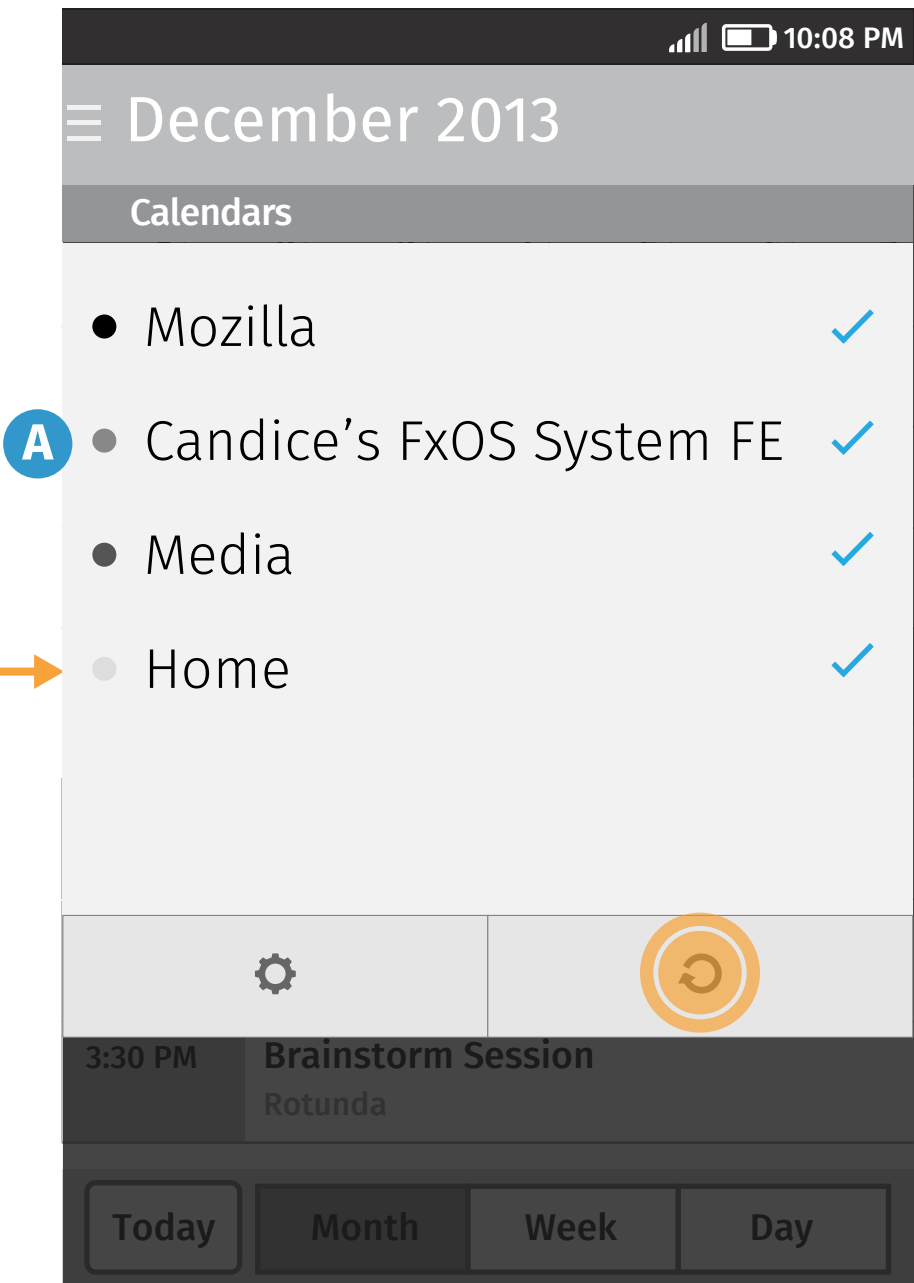 10:08 PM
December 2013
Calendars
Mozilla
A
Candice’s FxOS System FE
Media
Home
3:30 PM Brainstorm Session
Rotunda
Today Month Week Day